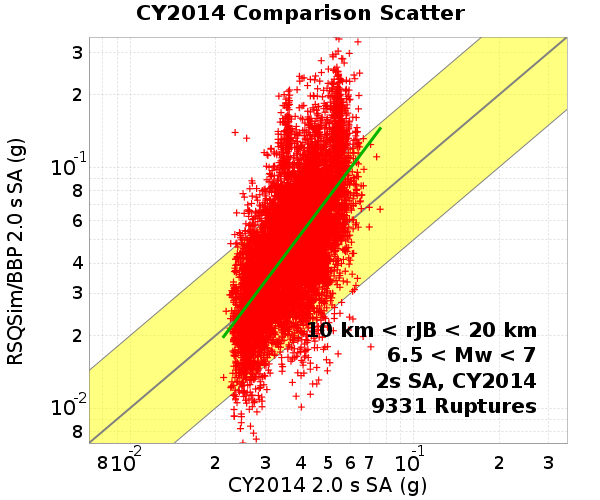 CY2014 Comparison Scatter
RSQSim/BBP 2.0 s SA (g)
3
2
10-1
8
6
4
3
2
10-2
8
10 km < rJB < 20 km
6.5 < Mw < 7
2s SA, CY2014
9331 Ruptures
8 10-2 2 3 4 5 6 7 10-1 2 3
CY2014 2.0 s SA (g)